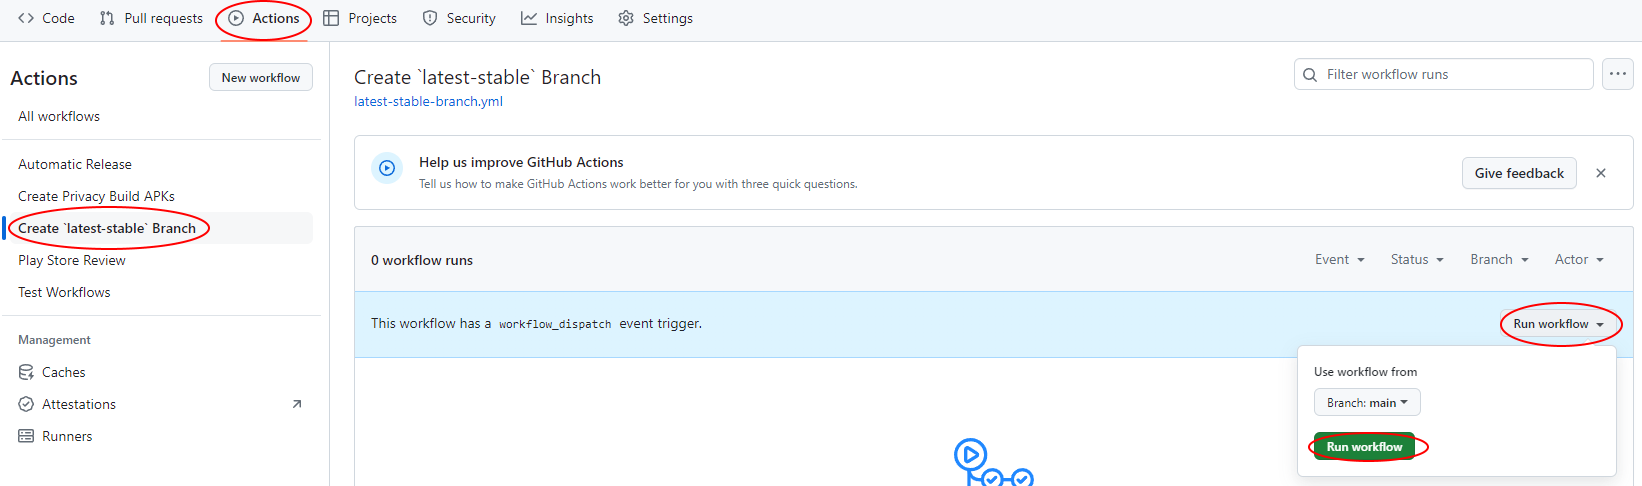 Code Pull requests Actions Projects Security Insights Settings
Actions
New workflow
All workflows
Automatic Release
Create Privacy Build APKs
Create `latest-stable` Branch
Play Store Review
Test Workflows
Management
Caches
Attestations
Runners
Create `latest-stable` Branch
latest-stable-branch.yml
Filter workflow runs
Help us improve GitHub Actions
Tell us how to make GitHub Actions work better for you with three quick questions.
Give feedback
0 workflow runs
Event Status Branch Actor
This workflow has a workflow_dispatch event trigger.
Run workflow
Use workflow from
Branch: main
Run workflow